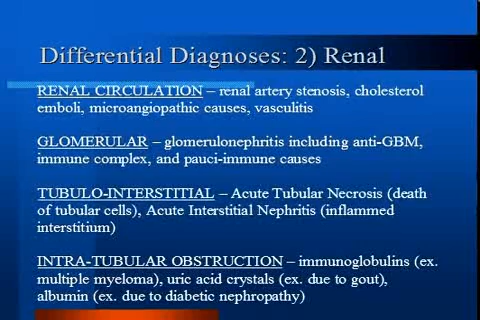 Differential Diagnoses: 2) Renal
RENAL CIRCULATION – renal artery stenosis, cholesterol
emboli, microangiopathic causes, vasculitis
GLOMERULAR – glomerulonephritis including anti-GBM,
immune complex, and pauci-immune causes
TUBULO-INTERSTITIAL – Acute Tubular Necrosis (death
of tubular cells), Acute Interstitial Nephritis (inflammed
interstitium)
INTRA-TUBULAR OBSTRUCTION – immunoglobulins (ex.
multiple myeloma), uric acid crystals (ex. due to gout),
albumin (ex. due to diabetic nephropathy)